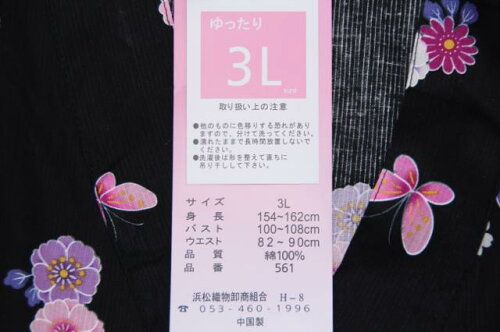 ゆったり
3L
SIZE
取り扱い上の注意
●他のものに色移りする恐れがあり
ますので、分けて洗ってください。
●濡れたままで長時間放置しないで
ください。
●洗濯後は形を整えて直ちに
吊り干しして下さい。
サイズ 3L
身長 154~162cm
バスト 100~108cm
ウエスト 82~90cm
品質 綿100%
品番 561
浜松織物卸商組合 H-8
☎ 053-460-1996
中国製